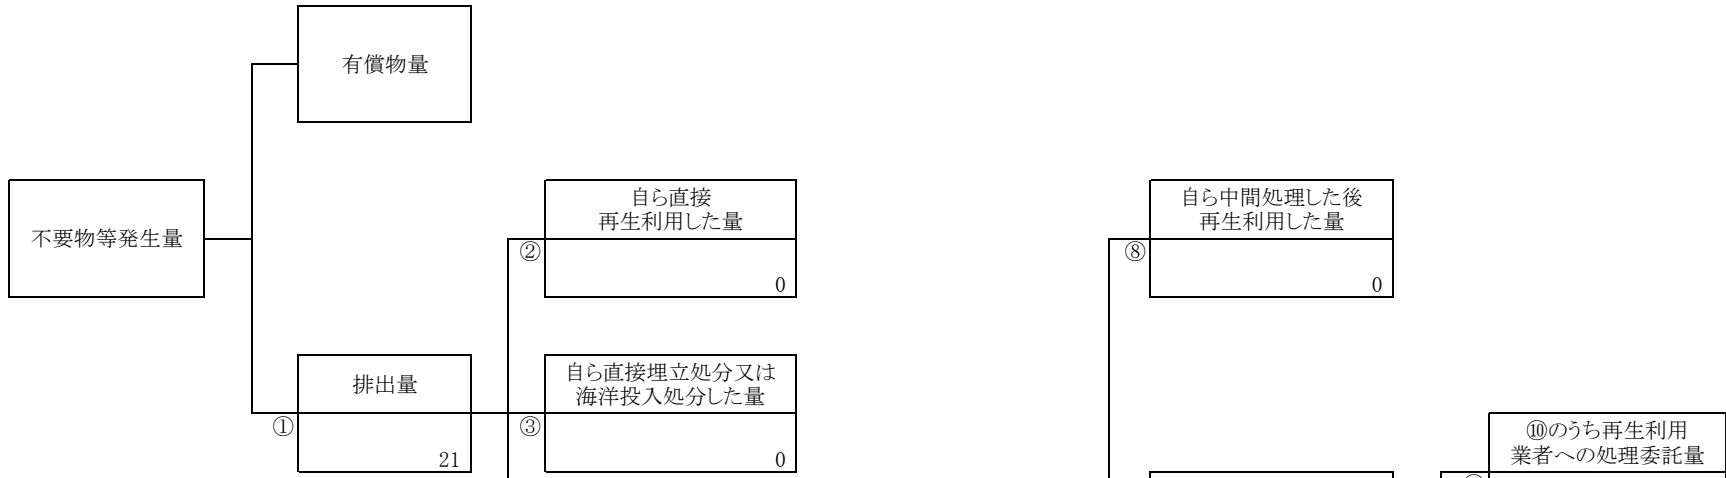 有償物量
不要物等発生量
自ら直接
再生利用した量
②
0
自ら中間処理した後
再生利用した量
⑧
0
排出量
①
21
自ら直接埋立処分又は
海洋投入処分した量
③
0
⑩のうち再生利用
業者への処理委託量